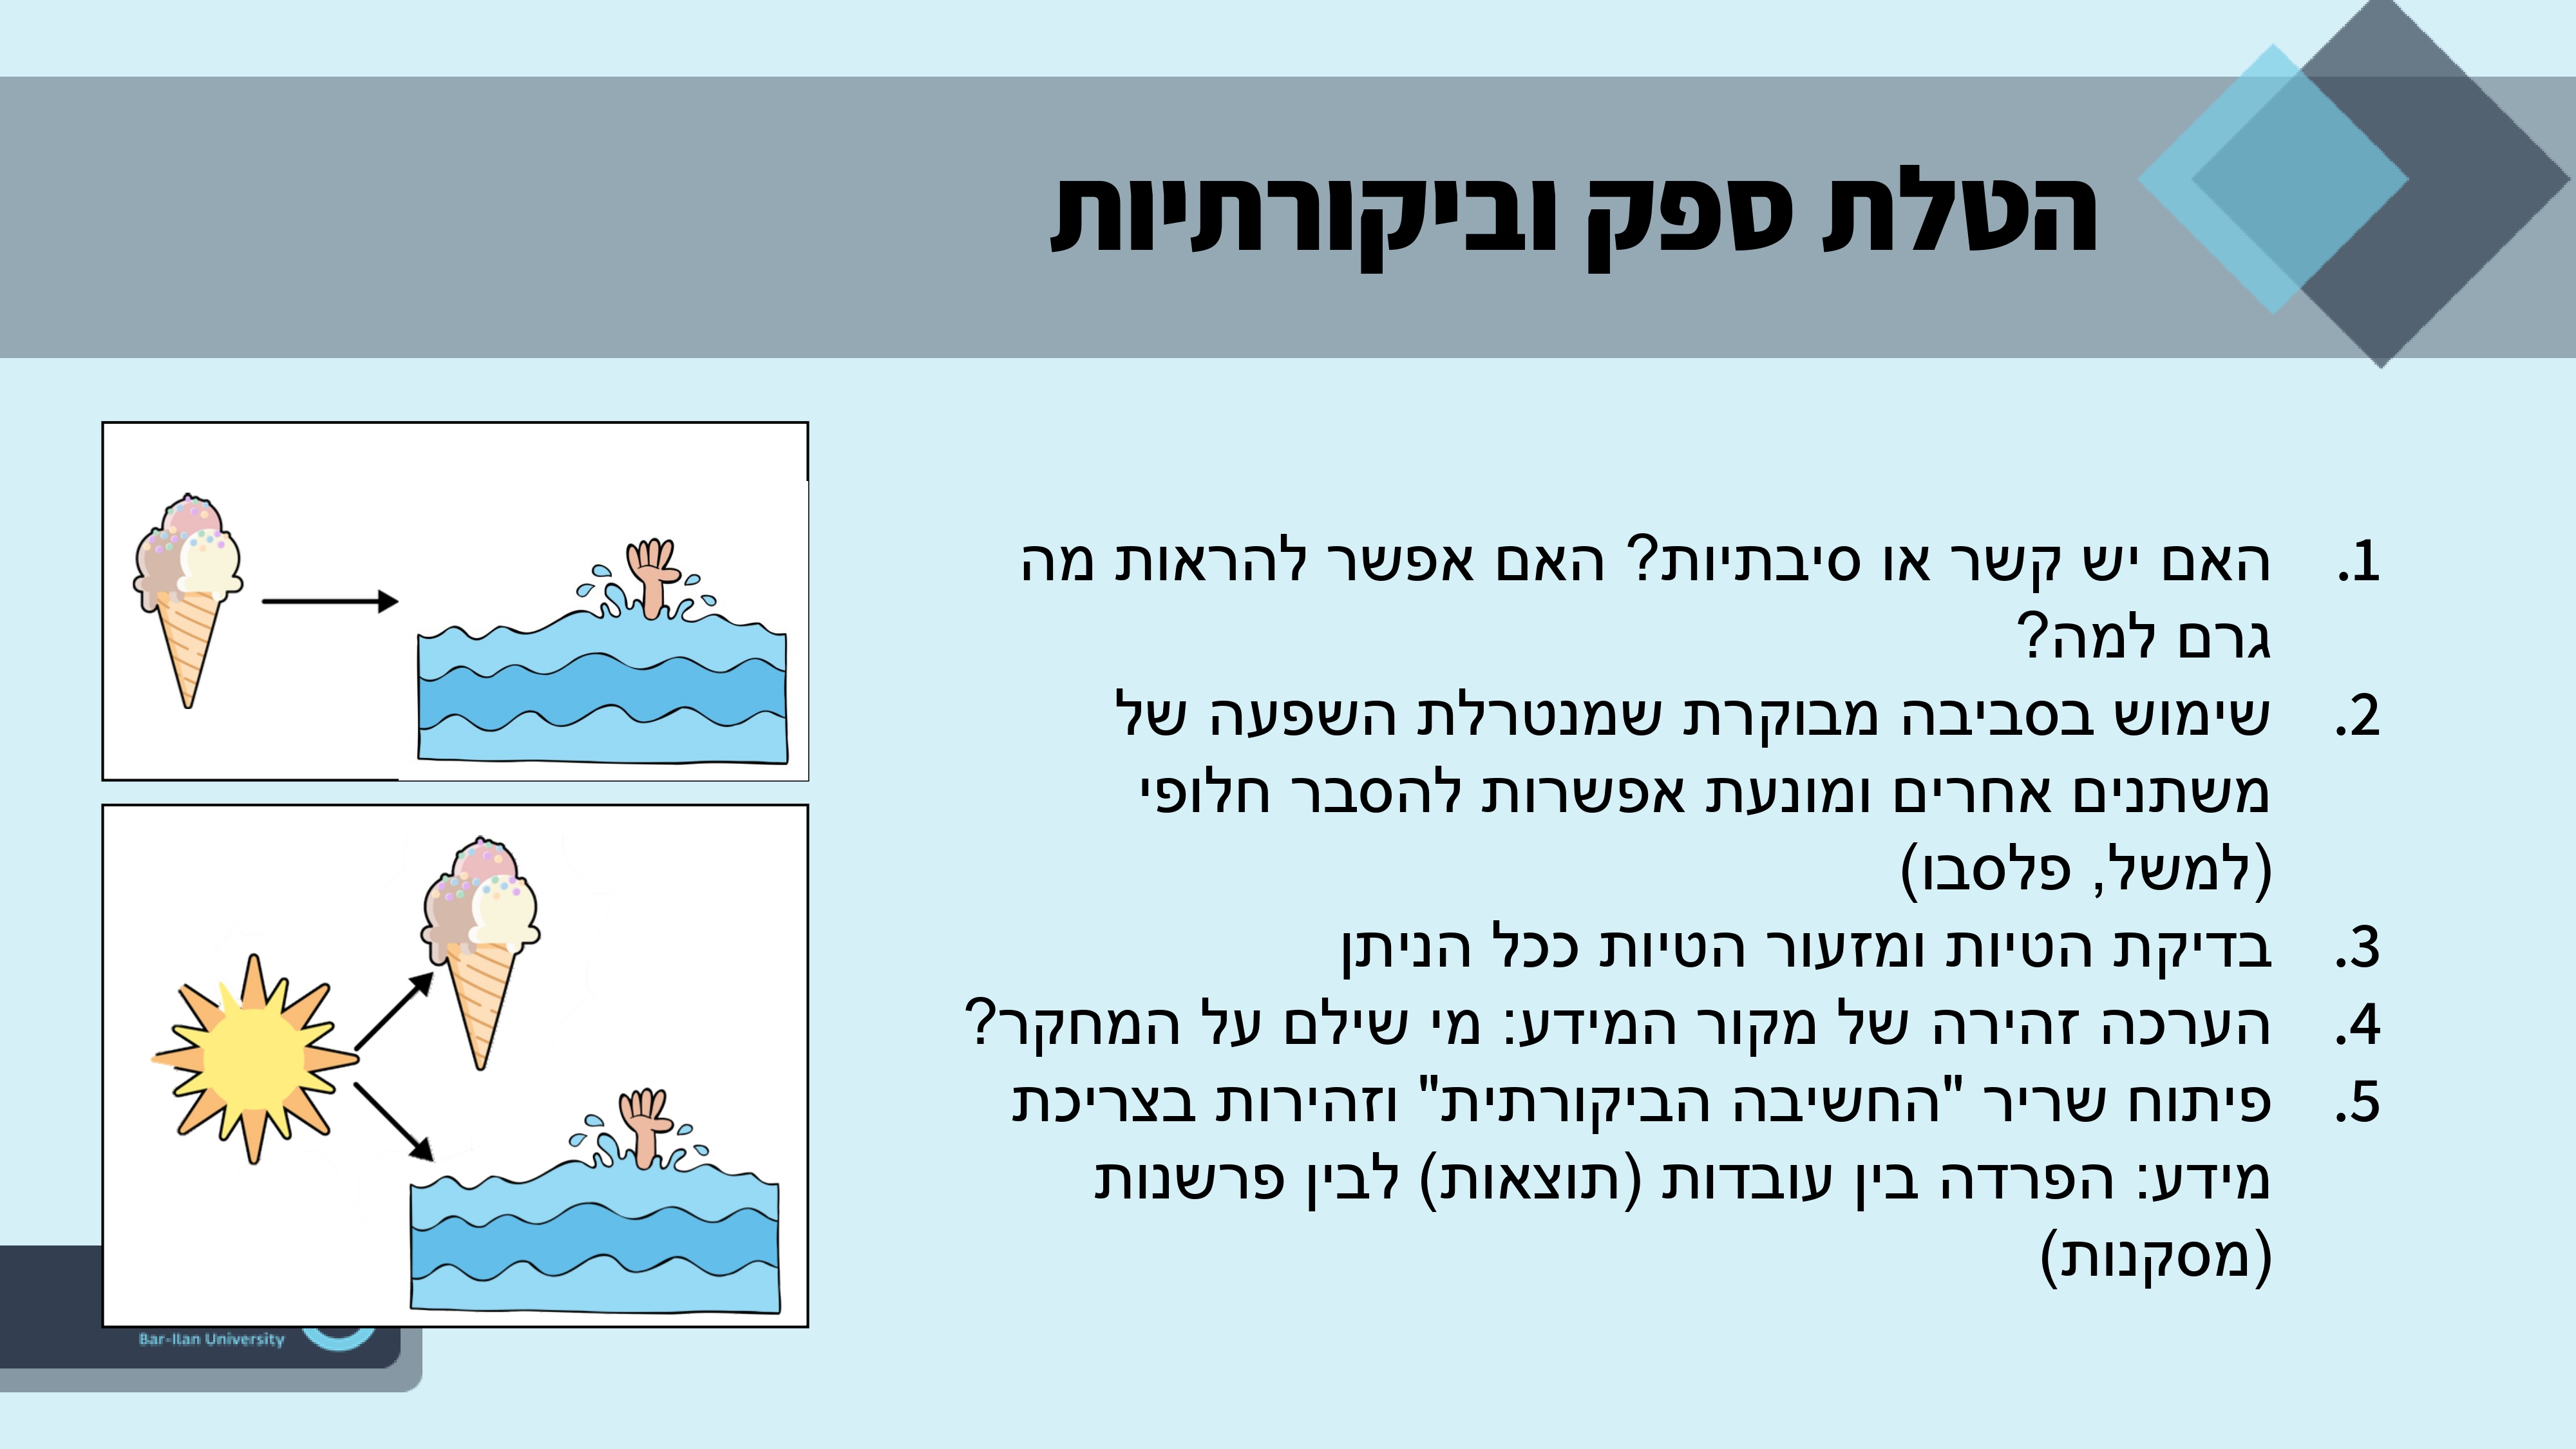 הטלת ספק וביקורתיות
1. האם יש קשר או סיבתיות? האם אפשר להראות מה
גרם למה?
2. שימוש בסביבה מבוקרת שמנטרלת השפעה של
משתנים אחרים ומונעת אפשרות להסבר חלופי
(למשל, פלסבו)
3. בדיקת הטיות ומזעור הטיות ככל הניתן
4. הערכה זהירה של מקור המידע: מי שילם על המחקר?
5. פיתוח שריר "החשיבה הביקורתית" וזהירות בצריכת
מידע: הפרדה בין עובדות (תוצאות) לבין פרשנות
(מסקנות)
Bar-Ilan University